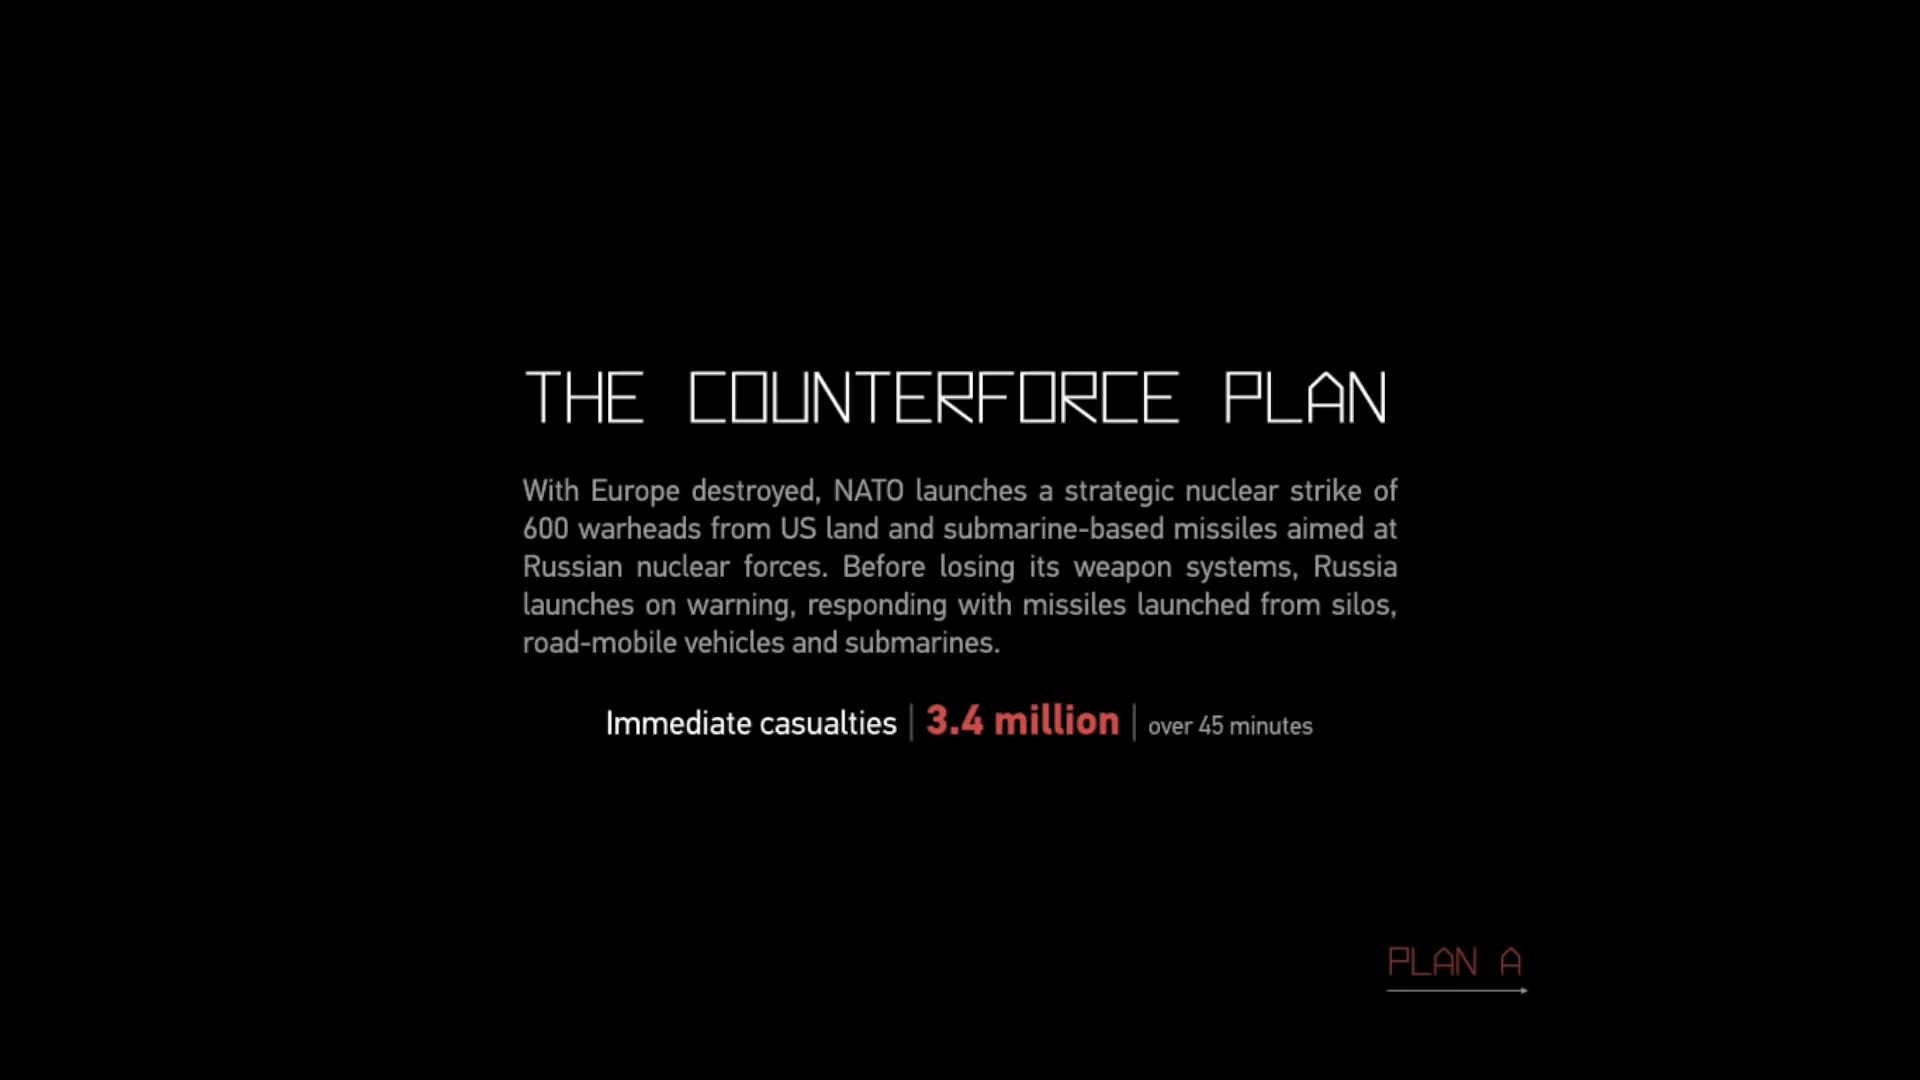 THE COUNTERFORCE PLAN
With Europe destroyed, NATO launches a strategic nuclear strike of
600 warheads from US land and submarine-based missiles aimed at
Russian nuclear forces. Before losing its weapon systems, Russia
launches on warning, responding with missiles launched from silos,
road-mobile vehicles and submarines.
Immediate casualties | 3.4 million | over 45 minutes
PLAN A